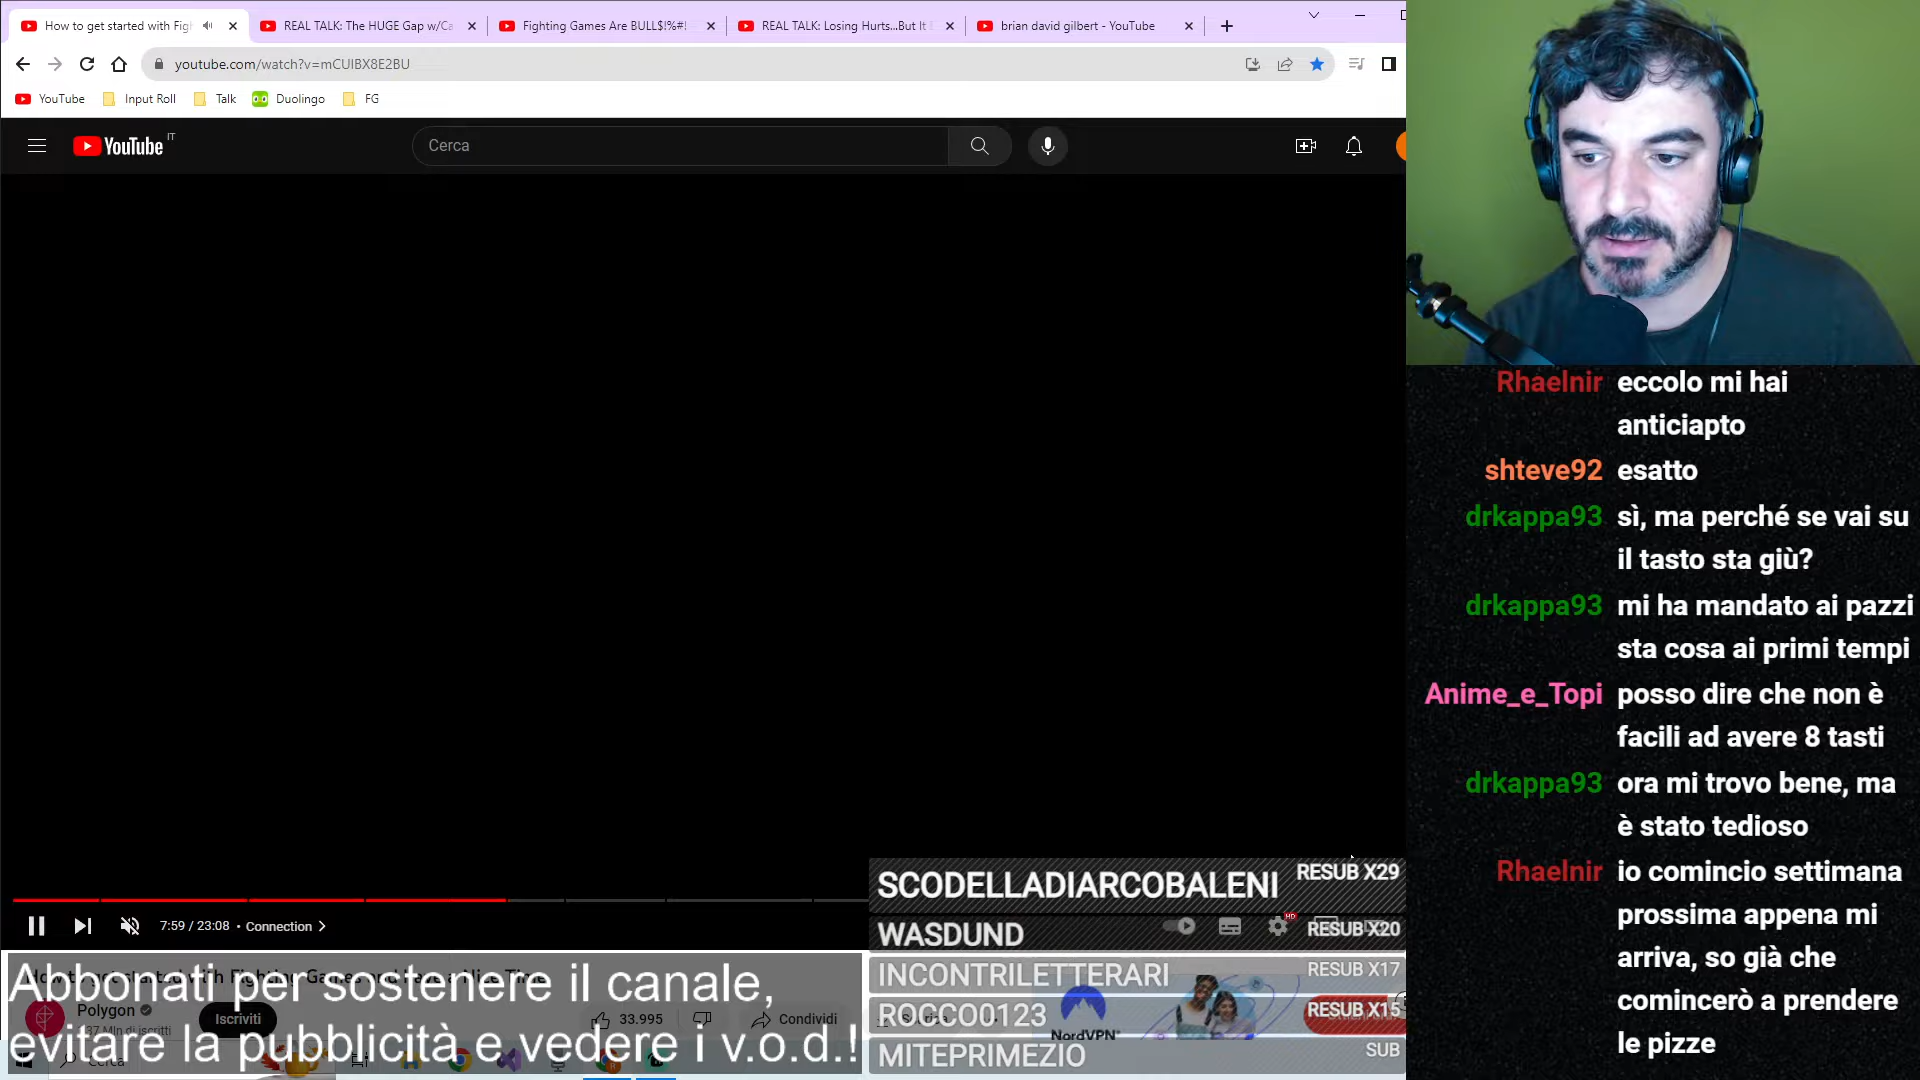 How to get started with Figh
REAL TALK: The HUGE Gap w/Ca
Fighting Games Are BULL$!%#!
REAL TALK: Losing Hurts...But It
brian david gilbert - YouTube
youtube.com/watch?v=mCUIBX8E2BU
YouTube
Input Roll
Talk
Duolingo
FG
YouTube IT
Cerca
Rhaelnir eccolo mi hai
anticiapto
shteve92 esatto
drkappa93 sì, ma perché se vai su
il tasto sta giù?
drkappa93 mi ha mandato ai pazzi
sta cosa ai primi tempi
Anime_e_Topi posso dire che non è
facili ad avere 8 tasti
drkappa93 ora mi trovo bene, ma
è stato tedioso
Rhaelnir io comincio settimana
prossima appena mi
arriva, so già che
comincerò a prendere
le pizze
7:59 / 23:08 • Connection
HD
SCODELLADIARCOBALENI RESUB X29
WASDUND RESUB X20
INCONTRILETTERARI RESUB X17
ROCCO0123 RESUB X15
MITEPRIMEZIO SUB
Abbonati per sostenere il canale,
evitare la pubblicità e vedere i v.o.d.!
Polygon
Iscriviti
33.995
Condividi
NordVPN
Cerca